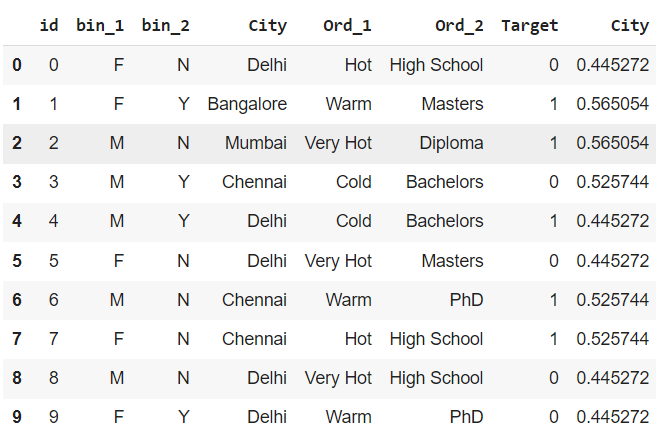 id bin_1 bin_2 City Ord_1 Ord_2 Target City
0 0 F N Delhi Hot High School 0 0.445272
1 1 F Y Bangalore Warm Masters 1 0.565054
2 2 M N Mumbai Very Hot Diploma 1 0.565054
3 3 M Y Chennai Cold Bachelors 0 0.525744
4 4 M Y Delhi Cold Bachelors 1 0.445272
5 5 F N Delhi Very Hot Masters 0 0.445272
6 6 M N Chennai Warm PhD 1 0.525744
7 7 F N Chennai Hot High School 1 0.525744
8 8 M N Delhi Very Hot High School 0 0.445272
9 9 F Y Delhi Warm PhD 0 0.445272